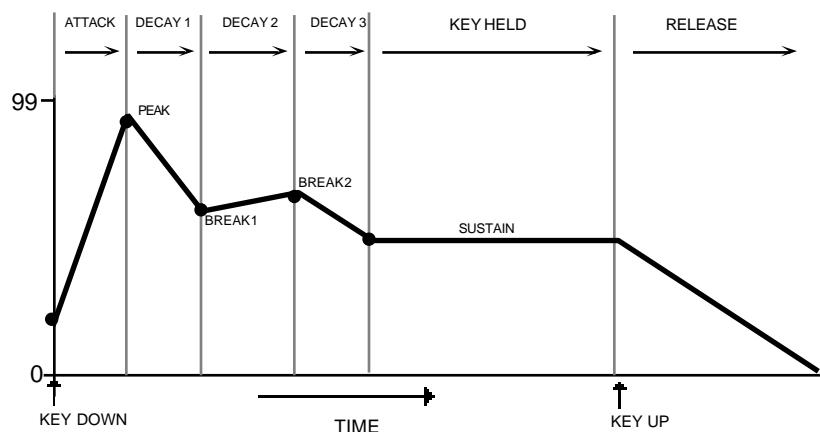 ATTACK DECAY 1 DECAY 2 DECAY 3 KEY HELD RELEASE
99
PEAK
BREAK2
BREAK1
SUSTAIN
0
KEY DOWN
TIME
KEY UP